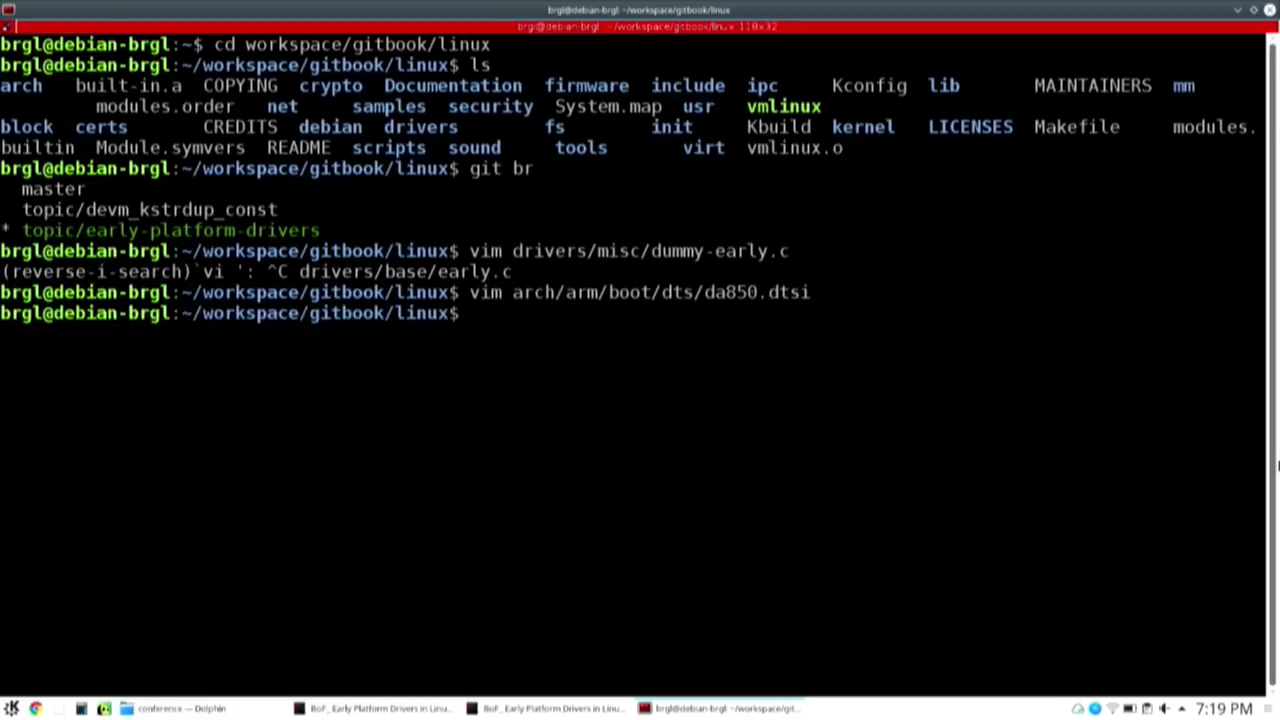 brgl@debian-brgl: ~/workspace/gitbook/linux
brgl@debian-brgl: ~/workspace/gitbook/linux 118x32
brgl@debian-brgl:~$ cd workspace/gitbook/linux
brgl@debian-brgl:~/workspace/gitbook/linux$ ls
arch built-in.a COPYING crypto Documentation firmware include ipc Kconfig lib MAINTAINERS mm
modules.order net samples security System.map usr vmlinux
block certs CREDITS debian drivers fs init Kbuild kernel LICENSES Makefile modules.
builtin Module.symvers README scripts sound tools virt vmlinux.o
brgl@debian-brgl:~/workspace/gitbook/linux$ git br
master
topic/devm_kstrdup_const
* topic/early-platform-drivers
brgl@debian-brgl:~/workspace/gitbook/linux$ vim drivers/misc/dummy-early.c
(reverse-i-search)`vi ': ^C drivers/base/early.c
brgl@debian-brgl:~/workspace/gitbook/linux$ vim arch/arm/boot/dts/da850.dtsi
brgl@debian-brgl:~/workspace/gitbook/linux$
conference — Dolphin
BoF_ Early Platform Drivers in Linu...
BoF_ Early Platform Drivers in Linu...
brgl@debian-brgl: ~/workspace/git...
7:19 PM